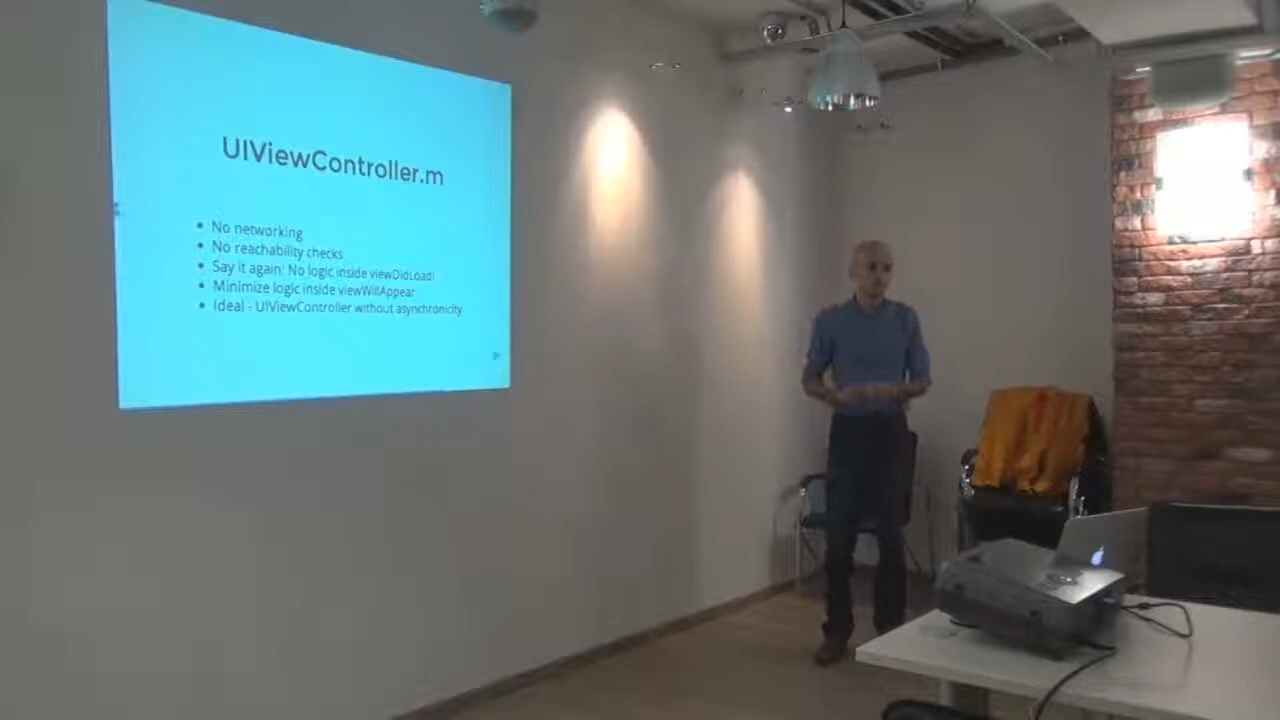 UIViewController.m
• No networking
• No reachability checks
• Say it again: No logic inside viewDidLoad!
• Minimize logic inside viewWillAppear
• Ideal - UIViewController without asynchronicity